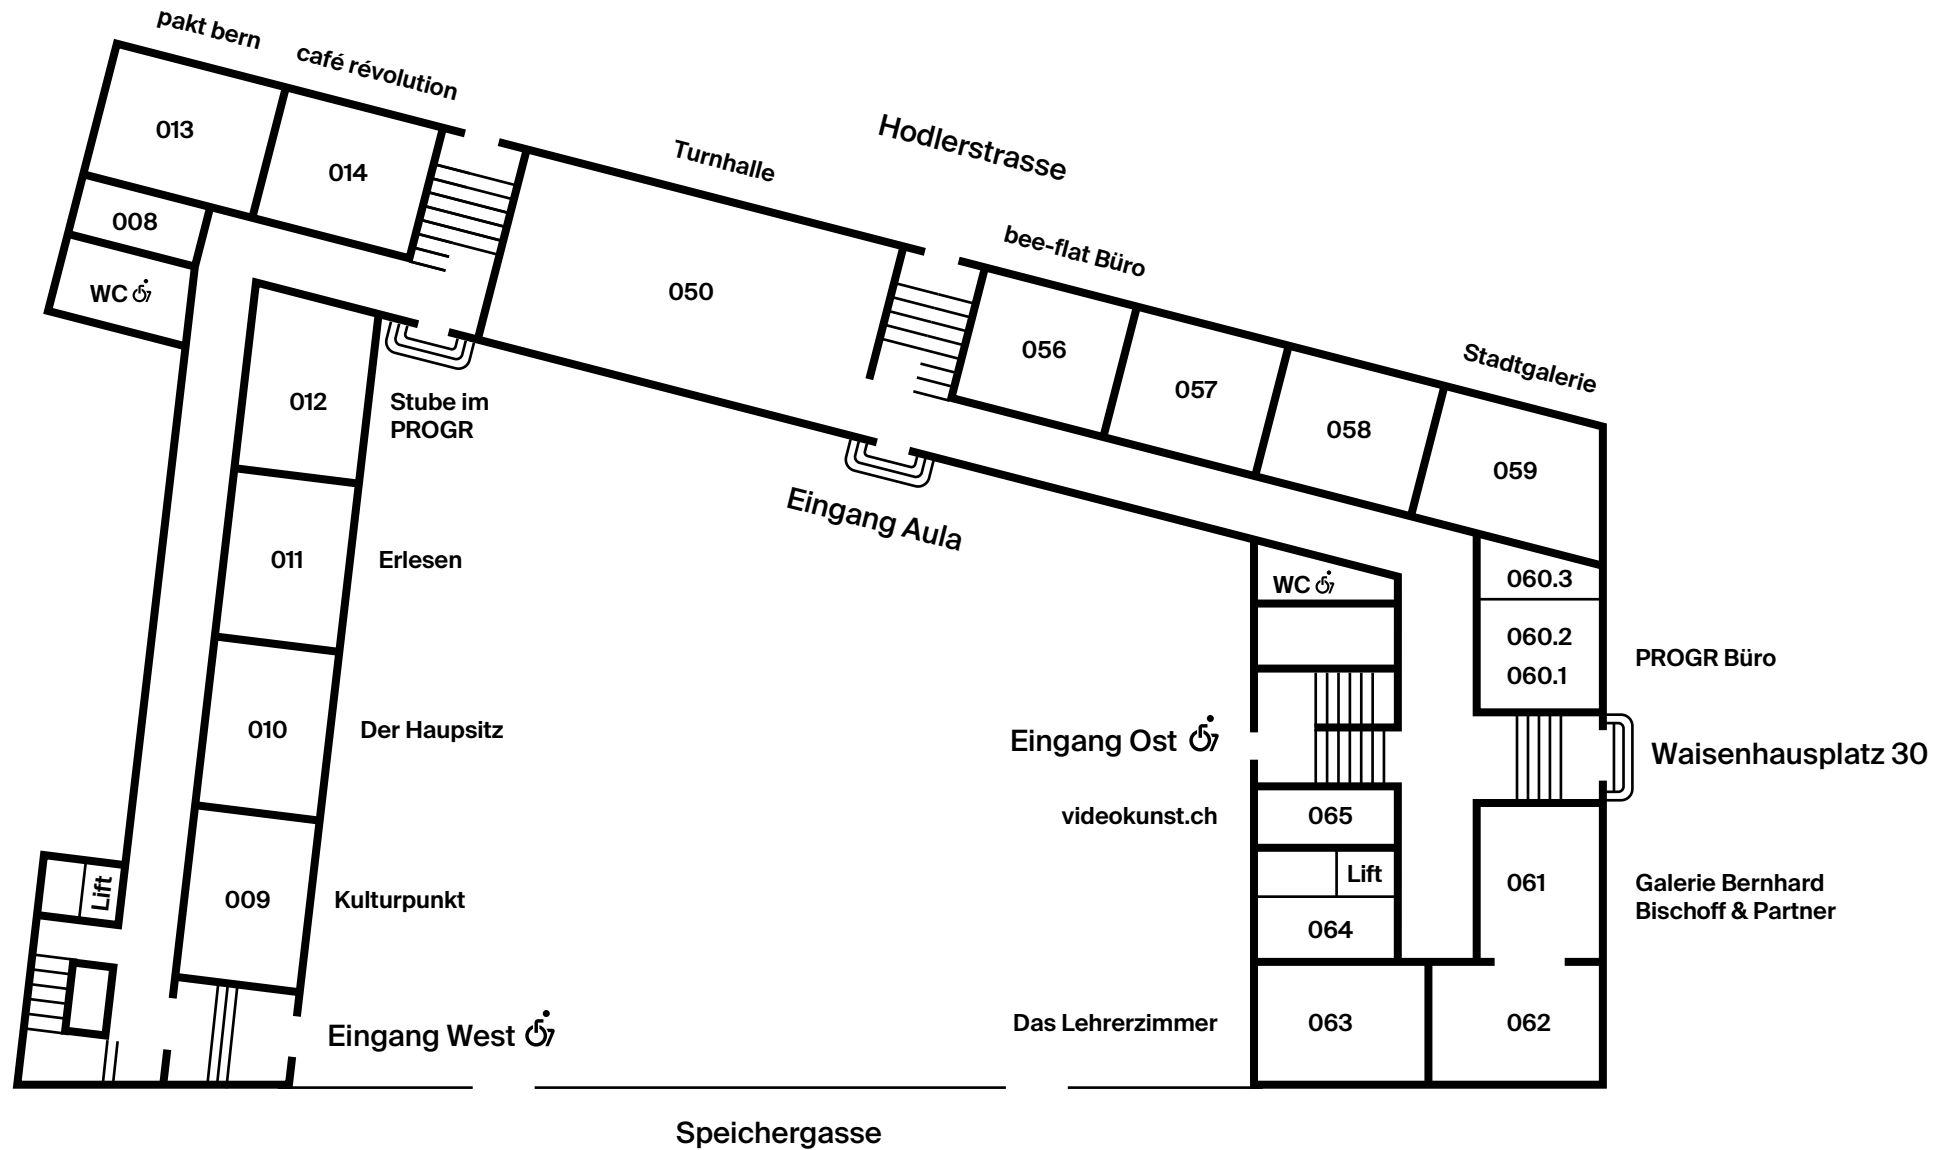 pakt bern
café révolution
013
014
008
WC
Turnhalle
Hodlerstrasse
050
bee-flat Büro
056
057
058
Stadtgalerie
059
012
Stube im
PROGR
011
Erlesen
010
Der Haupsitz
009
Kulturpunkt
Lift
Eingang West
Eingang Aula
WC
060.3
060.2
060.1
PROGR Büro
Eingang Ost
Waisenhausplatz 30
videokunst.ch
065
Lift
064
061
Galerie Bernhard
Bischoff & Partner
Das Lehrerzimmer
063
062
Speichergasse